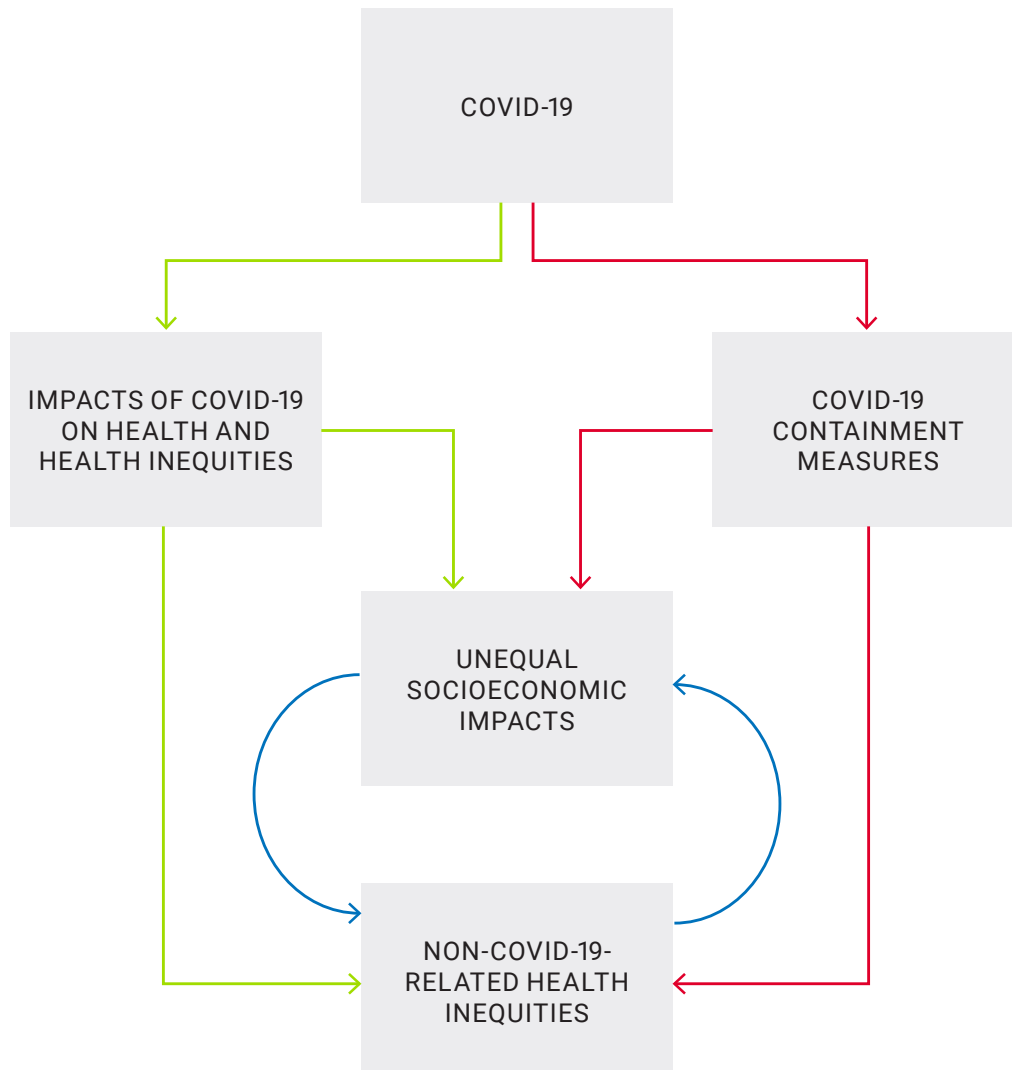 COVID-19
IMPACTS OF COVID-19
ON HEALTH AND
HEALTH INEQUITIES
COVID-19
CONTAINMENT
MEASURES
UNEQUAL
SOCIOECONOMIC
IMPACTS
NON-COVID-19-
RELATED HEALTH
INEQUITIES